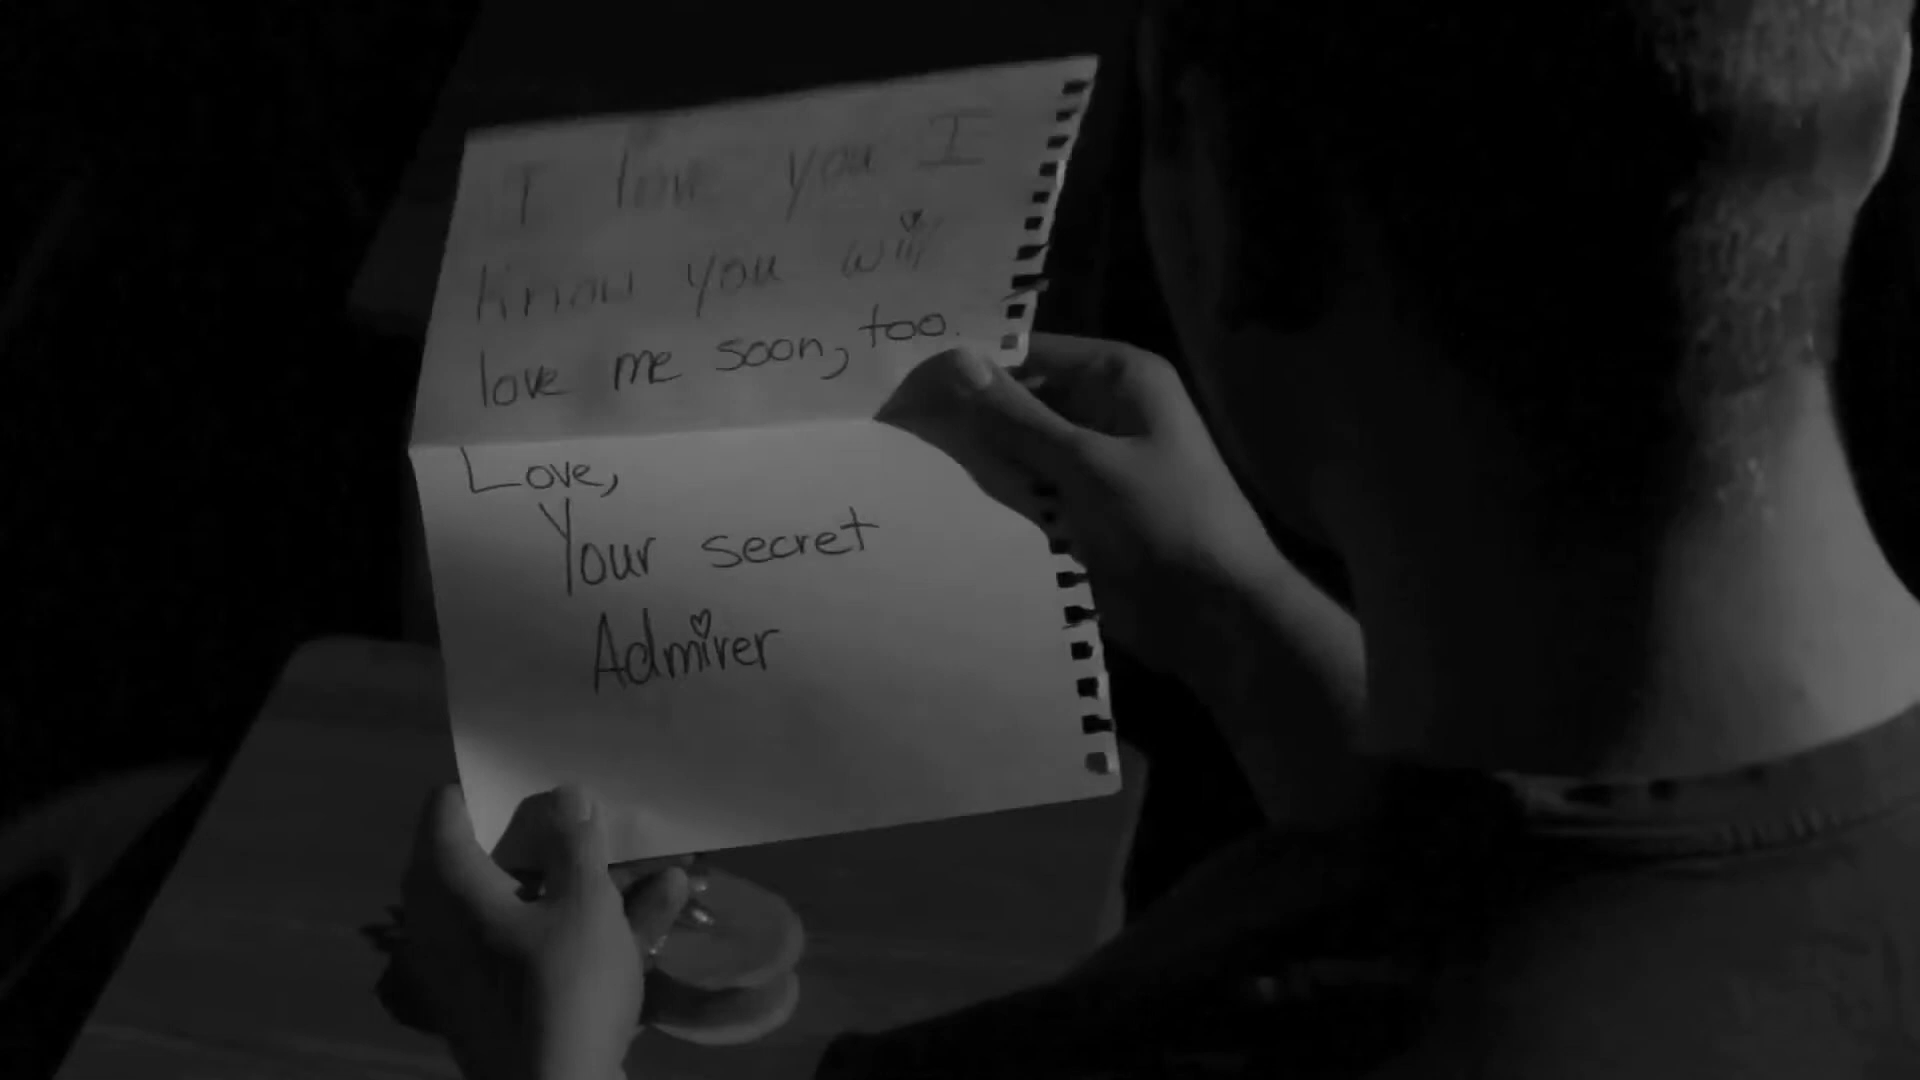 I love you I
know you will
love me soon, too.
Love,
Your secret
Admirer